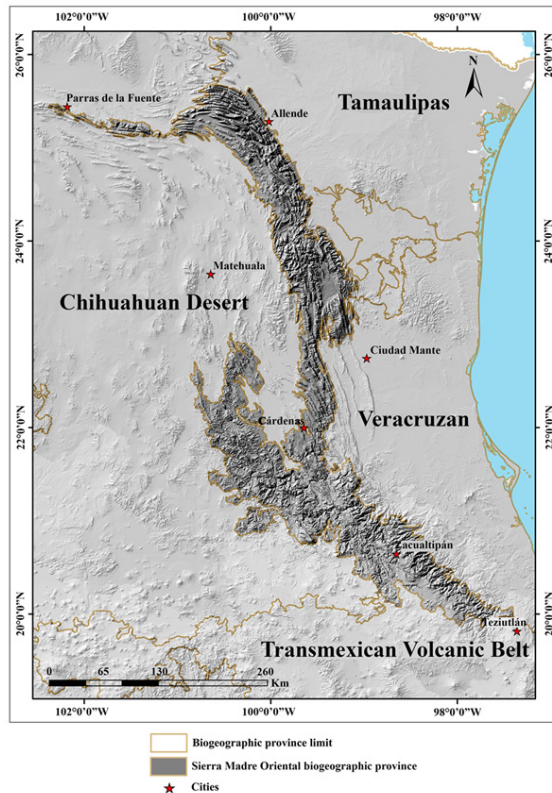 102°0'0"W 100°0'0"W 98°0'0"W
26°0'0"N 26°0'0"N
N
Parras de la Fuente
Tamaulipas
Allende
24°0'0"N 24°0'0"N
Matehuala
Chihuahuan Desert
Ciudad Mante
Veracruzan
Cárdenas
22°0'0"N 22°0'0"N
Zacualtipán
20°0'0"N 20°0'0"N
Teziutlán
Transmexican Volcanic Belt
0 65 130 260
Km
102°0'0"W 100°0'0"W 98°0'0"W
Biogeographic province limit
Sierra Madre Oriental biogeographic province
Cities